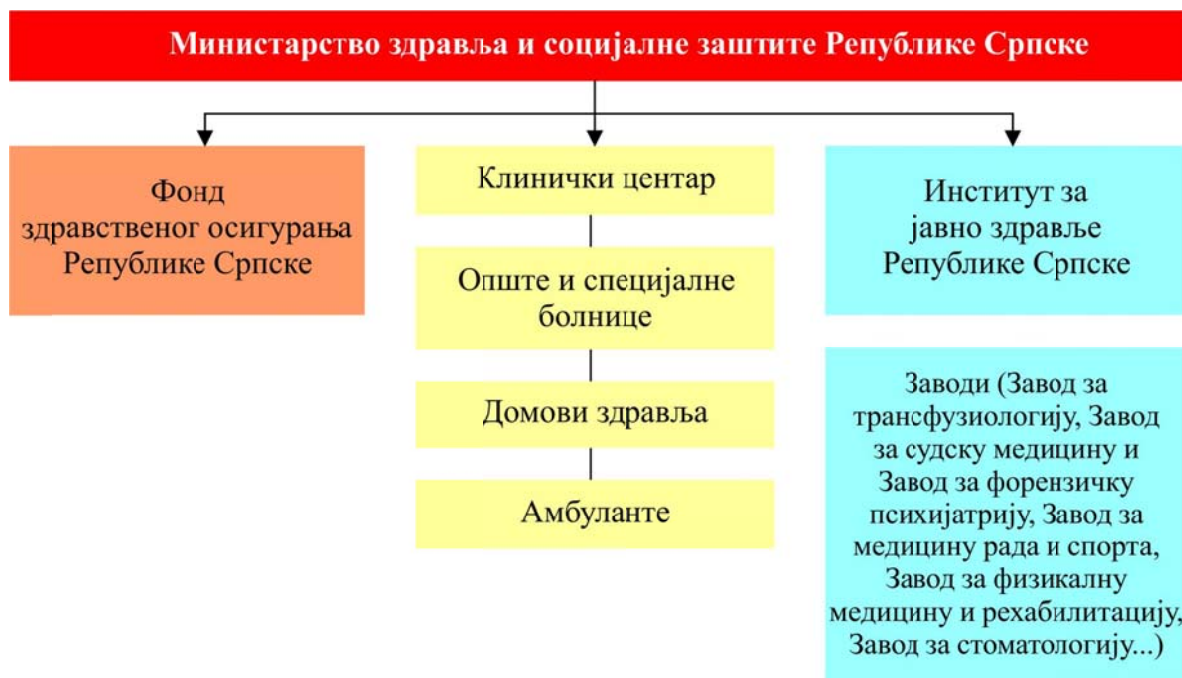 Министарство здравља и социјалне заштите Републике Српске
Фонд
здравственог осигурања
Републике Српске
Клинички центар
Опште и специјалне
болнице
Домови здравља
Амбуланте
Институт за
јавно здравље
Републике Српске
Заводи (Завод за
трансфузиологију, Завод
за судску медицину и
Завод за форензичку
психијатрију, Завод за
медицину рада и спорта,
Завод за физикалну
медицину и рехабилитацију,
Завод за стоматологију...)